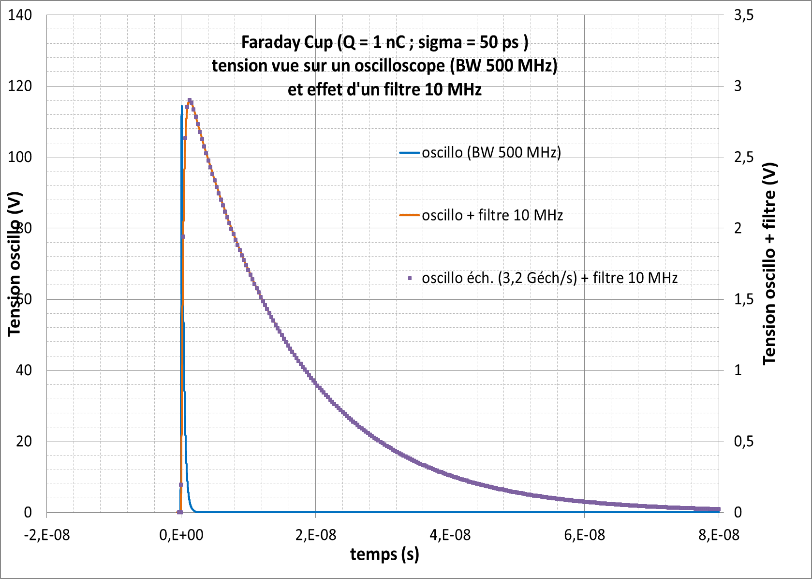 Faraday Cup (Q = 1 nC ; sigma = 50 ps )
tension vue sur un oscilloscope (BW 500 MHz)
et effet d'un filtre 10 MHz
oscillo (BW 500 MHz)
oscillo + filtre 10 MHz
oscillo éch. (3,2 Géch/s) + filtre 10 MHz
Tension oscillo (V)
140
120
100
80
60
40
20
0
Tension oscillo + filtre (V)
3,5
3
2,5
2
1,5
1
0,5
0
-2,E-08
0,E+00
2,E-08
4,E-08
6,E-08
8,E-08
temps (s)